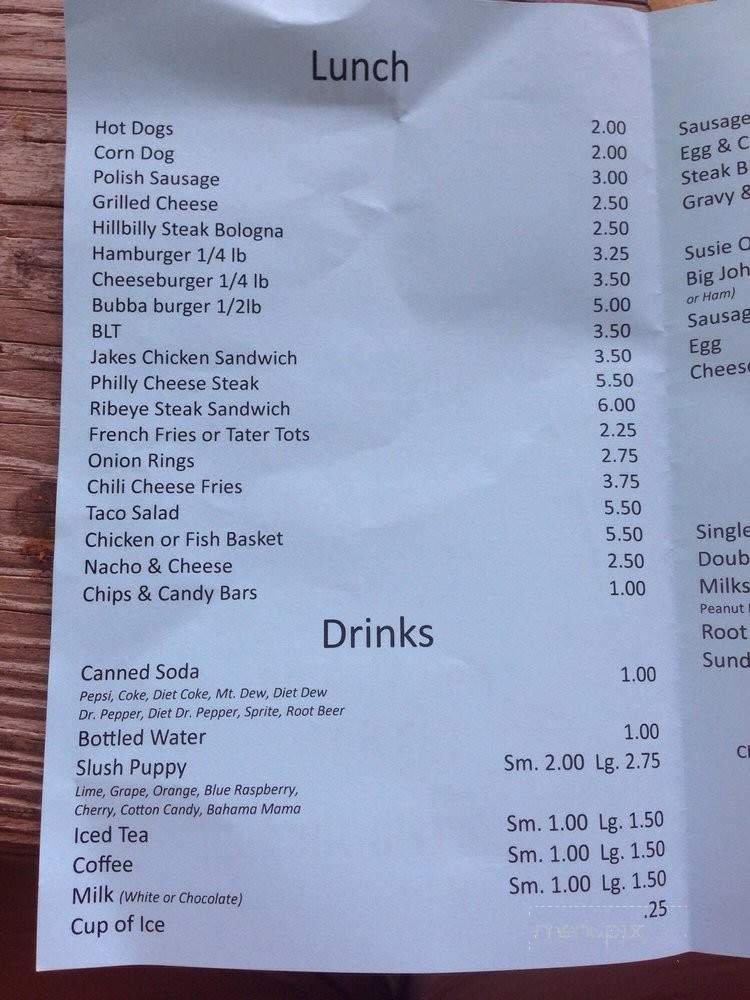 Lunch
Hot Dogs 2.00
Corn Dog 2.00
Polish Sausage 3.00
Grilled Cheese 2.50
Hillbilly Steak Bologna 2.50
Hamburger 1/4 lb 3.25
Cheeseburger 1/4 lb 3.50
Bubba burger 1/2lb 5.00
BLT 3.50
Jakes Chicken Sandwich 3.50
Philly Cheese Steak 5.50
Ribeye Steak Sandwich 6.00
French Fries or Tater Tots 2.25
Onion Rings 2.75
Chili Cheese Fries 3.75
Taco Salad 5.50
Chicken or Fish Basket 5.50
Nacho & Cheese 2.50
Chips & Candy Bars 1.00
Drinks
Canned Soda 1.00
Pepsi, Coke, Diet Coke, Mt. Dew, Diet Dew
Dr. Pepper, Diet Dr. Pepper, Sprite, Root Beer
Bottled Water 1.00
Slush Puppy Sm. 2.00 Lg. 2.75
Lime, Grape, Orange, Blue Raspberry,
Cherry, Cotton Candy, Bahama Mama
Iced Tea Sm. 1.00 Lg. 1.50
Coffee Sm. 1.00 Lg. 1.50
Milk (White or Chocolate) Sm. 1.00 Lg. 1.50
Cup of Ice .25
menupix
Sausage
Egg & C
Steak B
Gravy &
Susie O
Big Joh
or Ham)
Sausag
Egg
Chees
Single
Doub
Milks
Peanut
Root
Sund